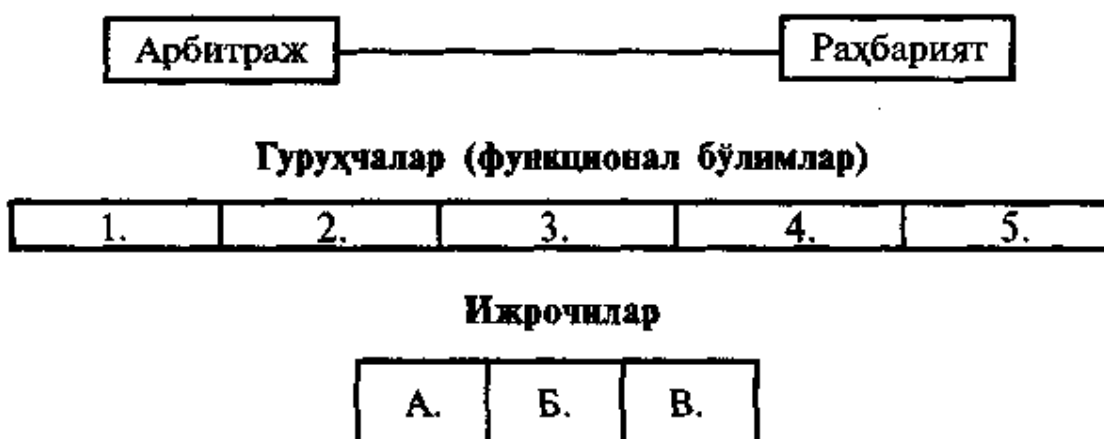 Арбитраж Раҳбарият
Гуруҳчалар (функционал бўлимлар)
1. 2. 3. 4. 5.
Ижрочилар
А. Б. В.